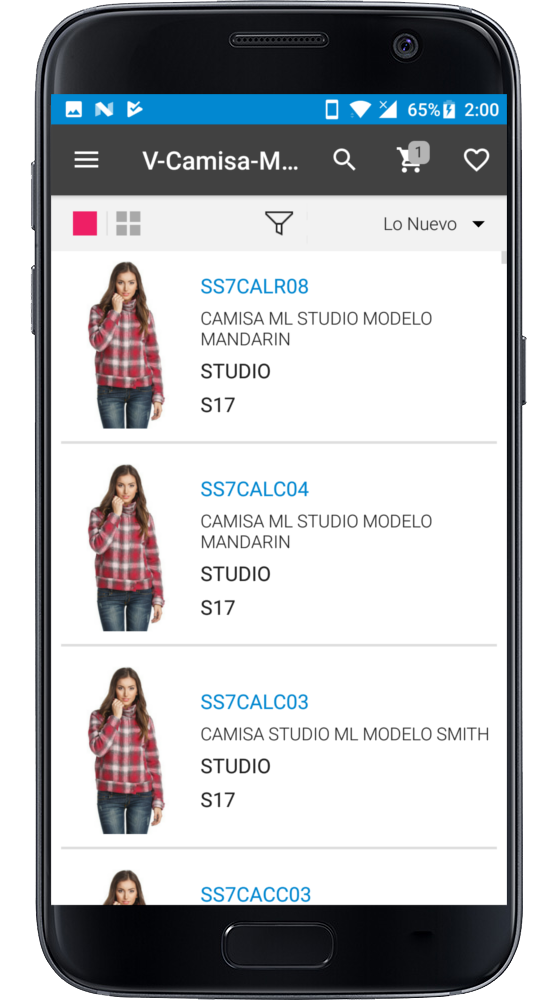 65% 2:00
V-Camisa-M... 1
Lo Nuevo
SS7CALR08
CAMISA ML STUDIO MODELO
MANDARIN
STUDIO
S17
SS7CALC04
CAMISA ML STUDIO MODELO
MANDARIN
STUDIO
S17
SS7CALC03
CAMISA STUDIO ML MODELO SMITH
STUDIO
S17
SS7CACC03